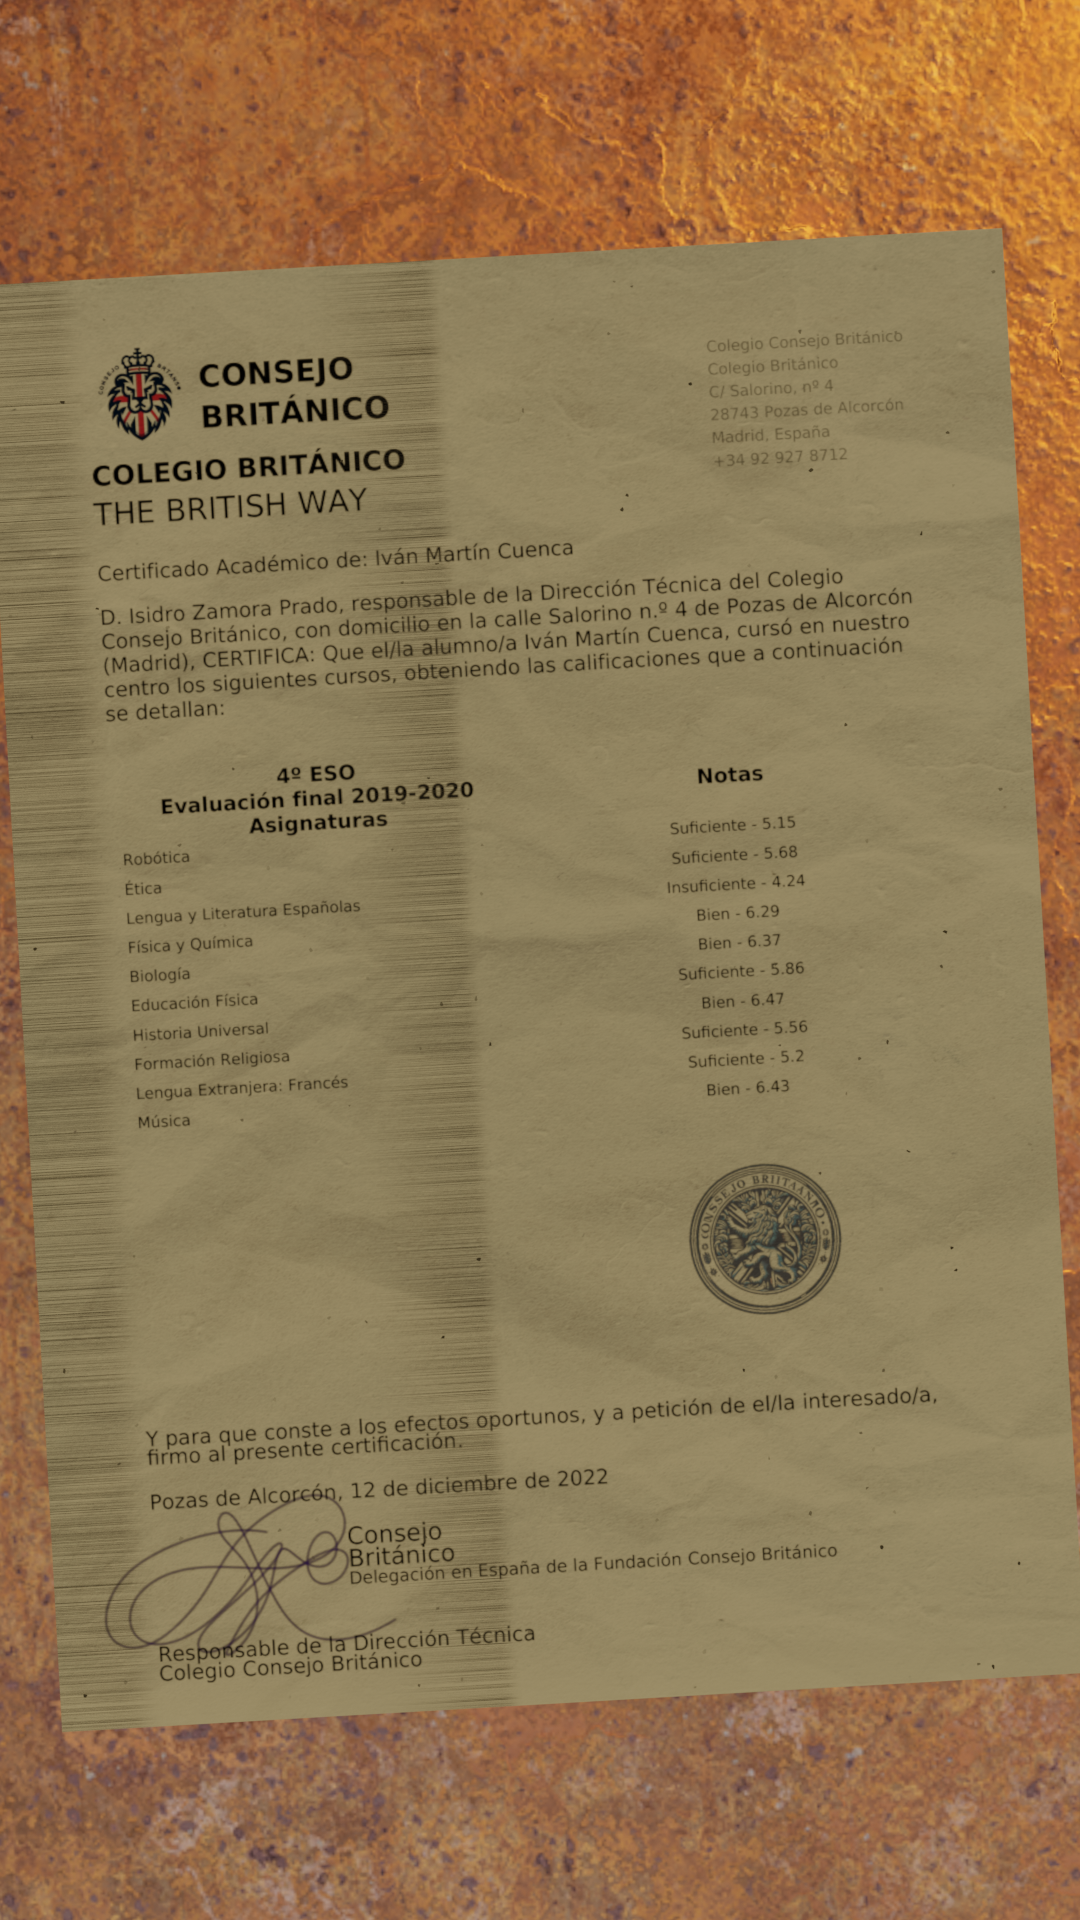 CONSEJO
BRITÁNICO
COLEGIO BRITÁNICO
THE BRITISH WAY
Colegio Consejo Británico
Colegio Británico
C/ Salorino, nº 4
28743 Pozas de Alcorcón
Madrid, España
+34 92 927 8712
Certificado Académico de: Iván Martín Cuenca
D. Isidro Zamora Prado, responsable de la Dirección Técnica del Colegio
Consejo Británico, con domicilio en la calle Salorino n.º 4 de Pozas de Alcorcón
(Madrid), CERTIFICA: Que el/la alumno/a Iván Martín Cuenca, cursó en nuestro
centro los siguientes cursos, obteniendo las calificaciones que a continuación
se detallan:
4º ESO
Evaluación final 2019-2020
Asignaturas
Notas
Robótica
Suficiente - 5.15
Ética
Suficiente - 5.68
Lengua y Literatura Españolas
Insuficiente - 4.24
Física y Química
Bien - 6.29
Biología
Bien - 6.37
Educación Física
Suficiente - 5.86
Historia Universal
Bien - 6.47
Formación Religiosa
Suficiente - 5.56
Lengua Extranjera: Francés
Suficiente - 5.2
Música
Bien - 6.43
Y para que conste a los efectos oportunos, y a petición de el/la interesado/a,
firmo al presente certificación.
Pozas de Alcorcón, 12 de diciembre de 2022
Consejo
Británico
Delegación en España de la Fundación Consejo Británico
Responsable de la Dirección Técnica
Colegio Consejo Británico